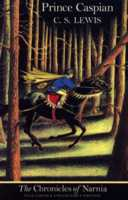 Prince Caspian
C. S. LEWIS
The Chronicles of Narnia